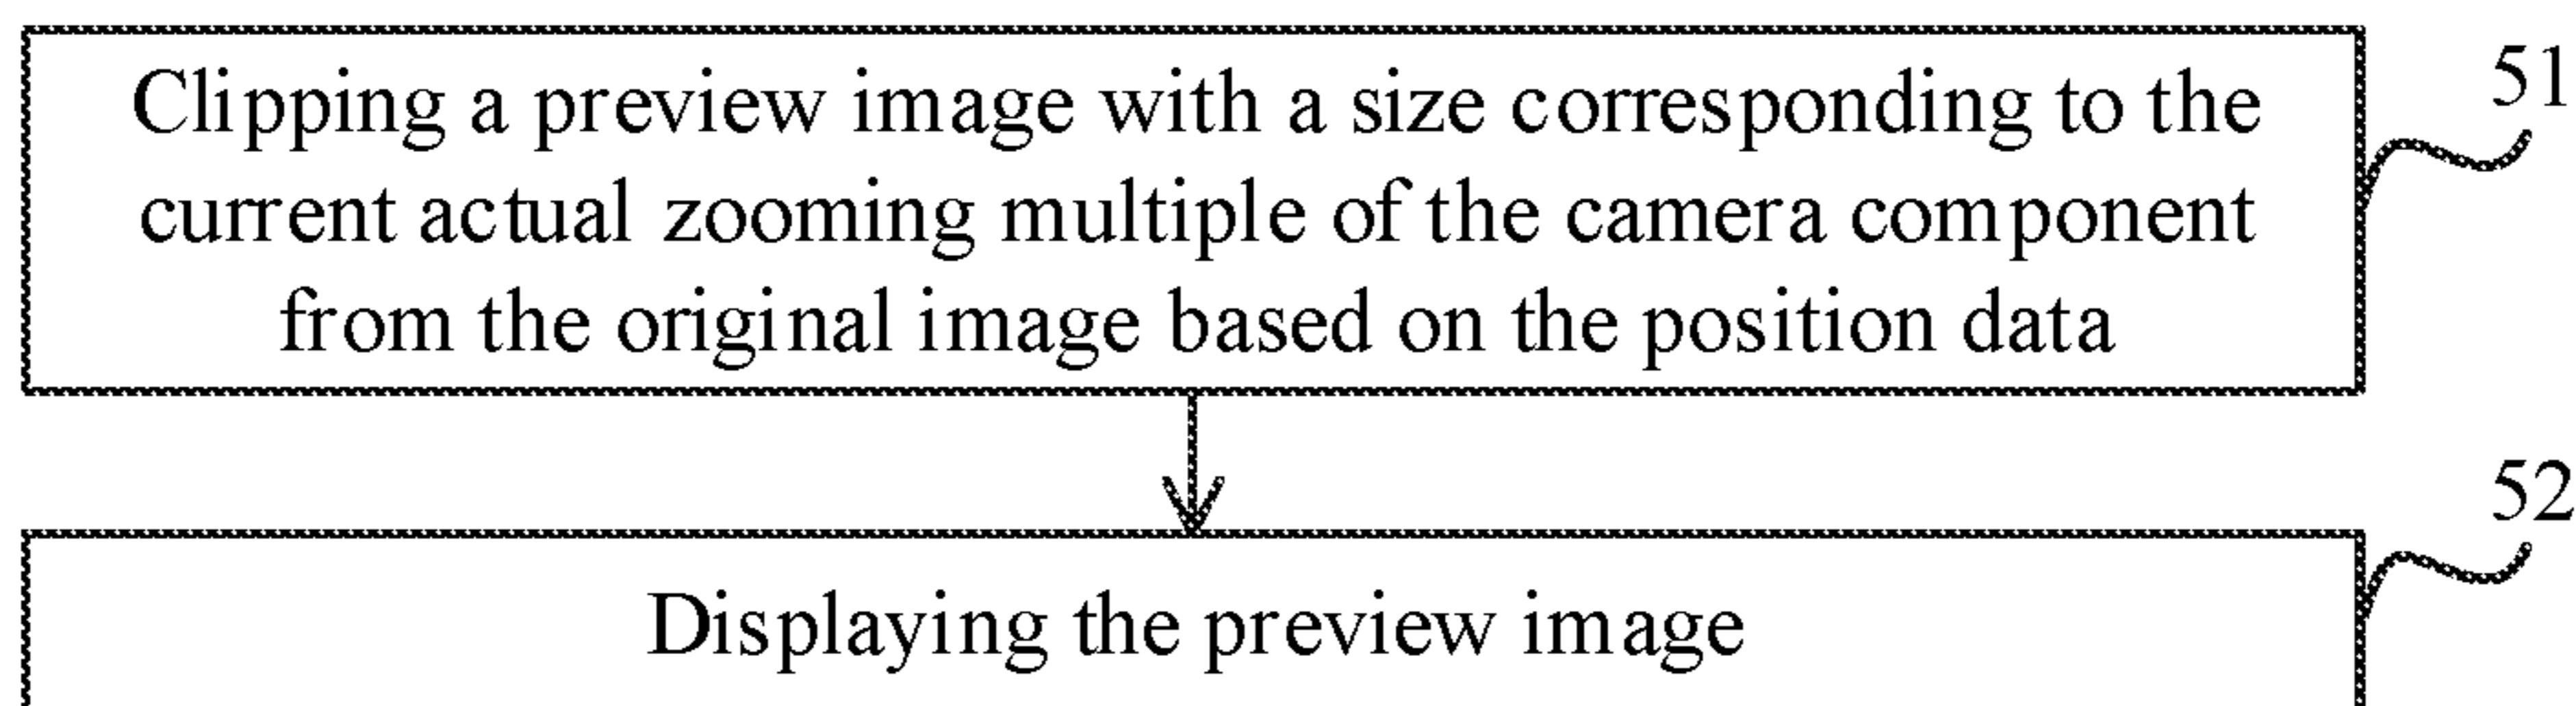 Clipping a preview image with a size corresponding to the
51
current actual zooming multiple of the camera component
from the original image based on the position data
52
Displaying the preview image